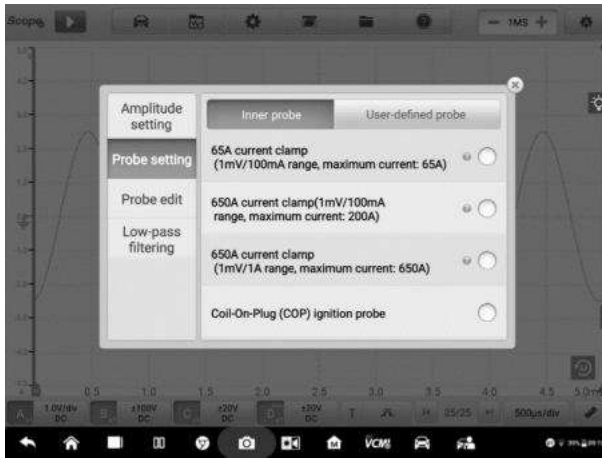 Scope
1MS
Amplitude
setting
Probe setting
Probe edit
Low-pass
filtering
Inner probe
User-defined probe
65A current clamp
(1mV/100mA range, maximum current: 65A)
650A current clamp(1mV/100mA
range, maximum current: 200A)
650A current clamp
(1mV/1A range, maximum current: 650A)
Coil-On-Plug (COP) ignition probe
0.5 1.0 1.5 2.0 2.5 3.0 3.5 4.0 4.5
A 1.0V/div DC B ±100V DC C ±20V DC D ±20V DC T 25/25 500µs/div
VCMI